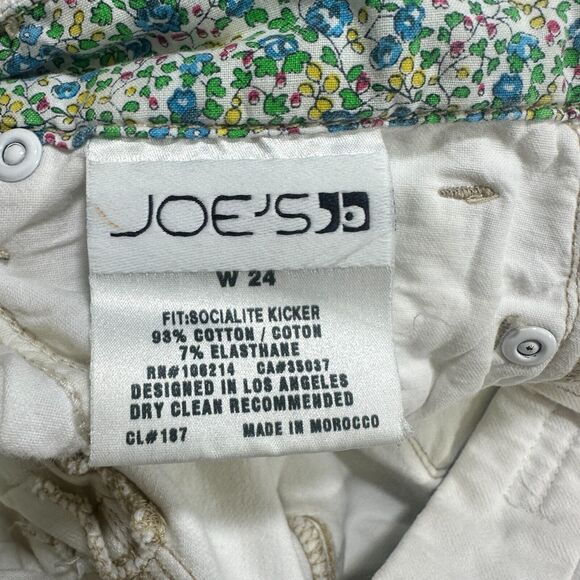 JOE'S
W 24
FIT:SOCIALITE KICKER
93% COTTON / COTON
7% ELASTHANE
RN#106214 CA#35037
DESIGNED IN LOS ANGELES
DRY CLEAN RECOMMENDED
CL#187 MADE IN MOROCCO